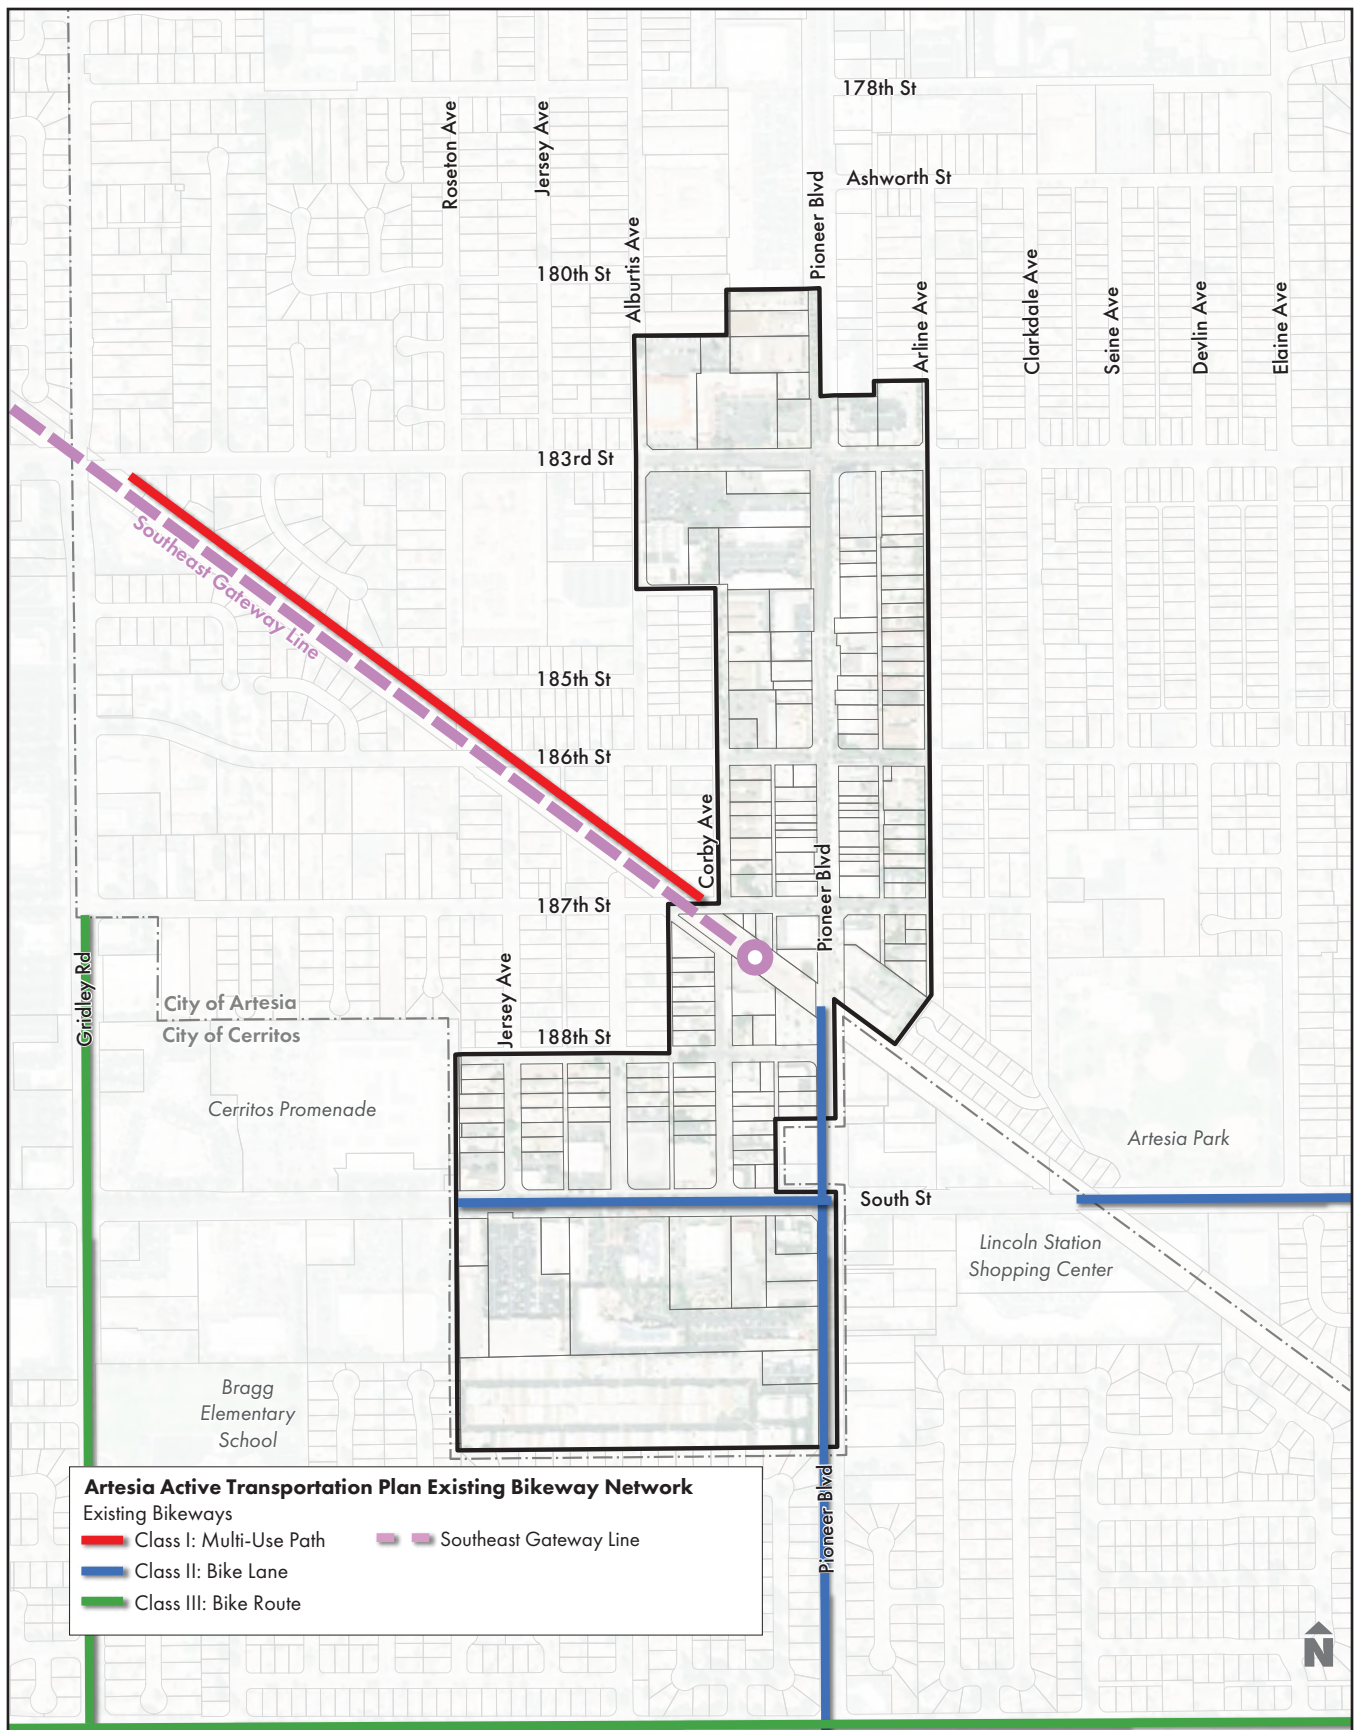 178th St
Roseton Ave
Jersey Ave
Pioneer Blvd
Ashworth St
Alburtis Ave
180th St
Arline Ave
Clarkdale Ave
Seine Ave
Devlin Ave
Elaine Ave
183rd St
Southeast Gateway Line
185th St
186th St
Corby Ave
Pioneer Blvd
187th St
Gridley Rd
Jersey Ave
City of Artesia
City of Cerritos
188th St
Cerritos Promenade
Artesia Park
South St
Lincoln Station
Shopping Center
Bragg
Elementary
School
Pioneer Blvd
Artesia Active Transportation Plan Existing Bikeway Network
Existing Bikeways
Class I: Multi-Use Path
Southeast Gateway Line
Class II: Bike Lane
Class III: Bike Route
N